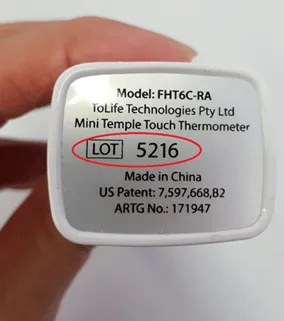 Model: FHT6C-RA
ToLife Technologies Pty Ltd
Mini Temple Touch Thermometer
LOT 5216
Made in China
US Patent: 7,597,668,B2
ARTG No.: 171947